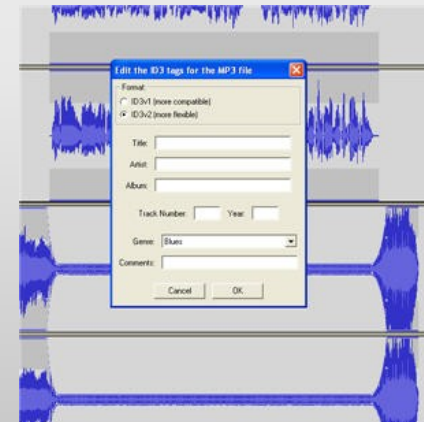 Edit the ID3 tags for the MP3 file
Format
ID3v1 (more compatible)
ID3v2 (more flexible)
Title:
Artist:
Album:
Track Number: Year:
Genre: Blues
Comments:
Cancel OK